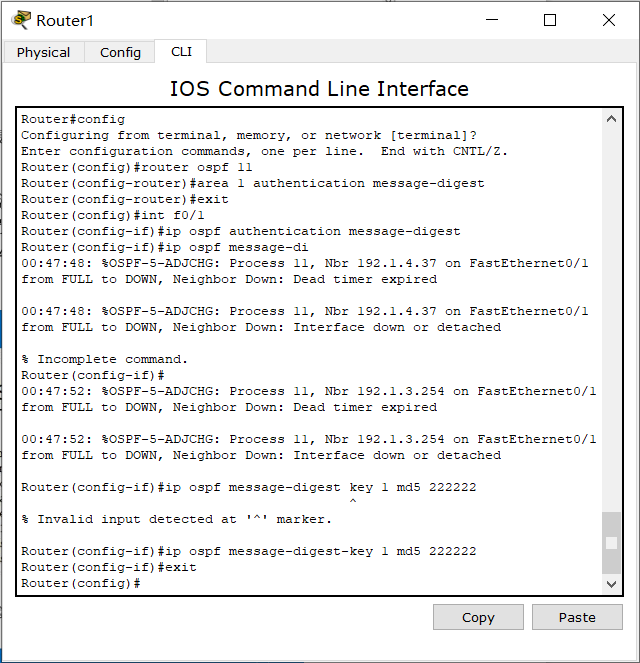 Router1
Physical Config CLI
IOS Command Line Interface
Router#config
Configuring from terminal, memory, or network [terminal]?
Enter configuration commands, one per line.  End with CNTL/Z.
Router(config)#router ospf 11
Router(config-router)#area 1 authentication message-digest
Router(config-router)#exit
Router(config)#int f0/1
Router(config-if)#ip ospf authentication message-digest
Router(config-if)#ip ospf message-di
00:47:48: %OSPF-5-ADJCHG: Process 11, Nbr 192.1.4.37 on FastEthernet0/1
from FULL to DOWN, Neighbor Down: Dead timer expired
00:47:48: %OSPF-5-ADJCHG: Process 11, Nbr 192.1.4.37 on FastEthernet0/1
from FULL to DOWN, Neighbor Down: Interface down or detached
% Incomplete command.
Router(config-if)#
00:47:52: %OSPF-5-ADJCHG: Process 11, Nbr 192.1.3.254 on FastEthernet0/1
from FULL to DOWN, Neighbor Down: Dead timer expired
00:47:52: %OSPF-5-ADJCHG: Process 11, Nbr 192.1.3.254 on FastEthernet0/1
from FULL to DOWN, Neighbor Down: Interface down or detached
Router(config-if)#ip ospf message-digest key 1 md5 222222
^
% Invalid input detected at '^' marker.
Router(config-if)#ip ospf message-digest-key 1 md5 222222
Router(config-if)#exit
Router(config)#
Copy Paste